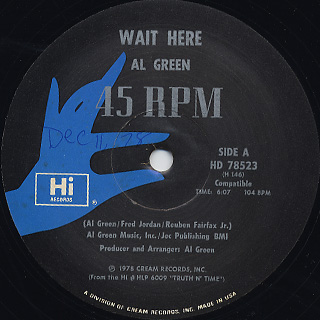 WAIT HERE
AL GREEN
45 RPM
Dec 11, '78
SIDE A
HD 78523
(H 146)
Compatible
TIME: 6:07 104 BPM
Hi
RECORDS
(Al Green/Fred Jordan/Reuben Fairfax Jr.)
Al Green Music, Inc./Jec Publishing BMI
Producer and Arranger: Al Green
℗ 1978 CREAM RECORDS, INC.
(From the Hi # HLP 6009 "TRUTH N' TIME")
A DIVISION OF CREAM RECORDS, INC. MADE IN USA